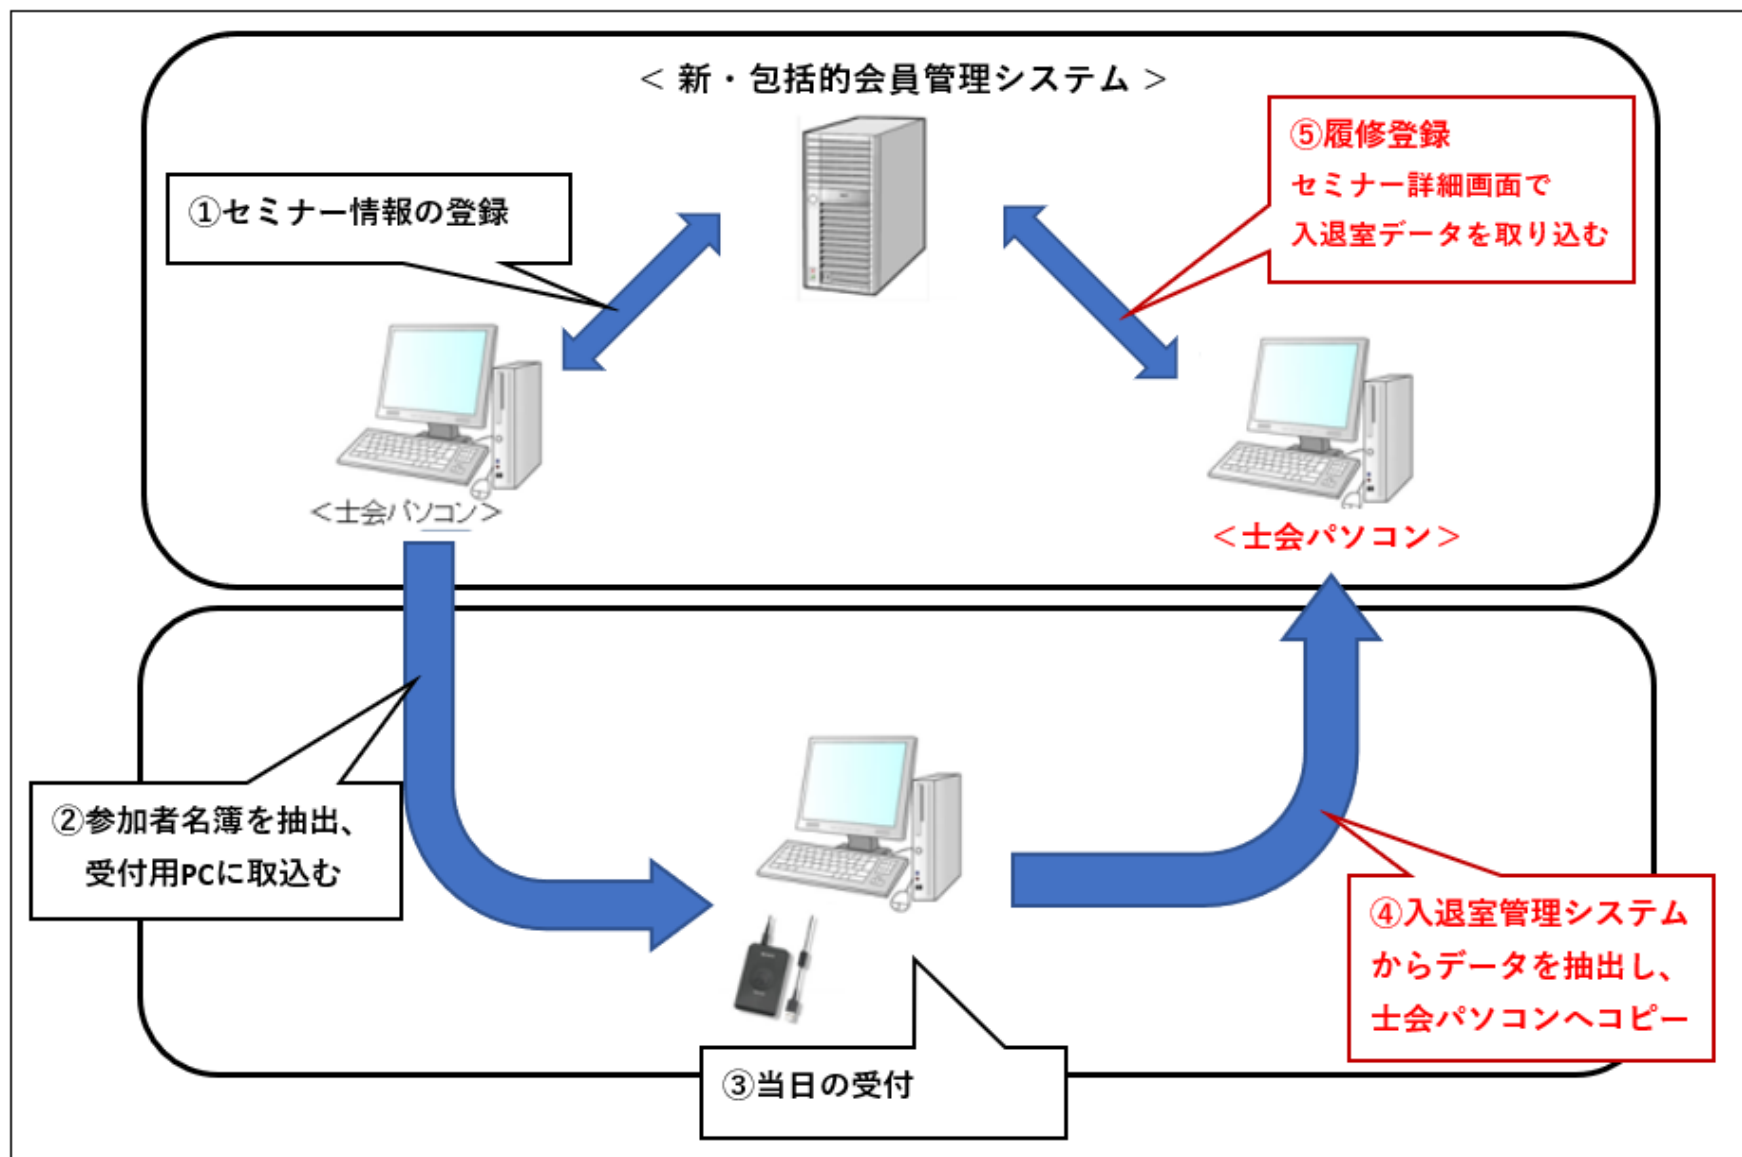 ＜ 新・包括的会員管理システム ＞
①セミナー情報の登録
⑤履修登録
セミナー詳細画面で
入退室データを取り込む
＜士会パソコン＞
＜士会パソコン＞
②参加者名簿を抽出、
受付用PCに取込む
④入退室管理システム
からデータを抽出し、
士会パソコンへコピー
③当日の受付